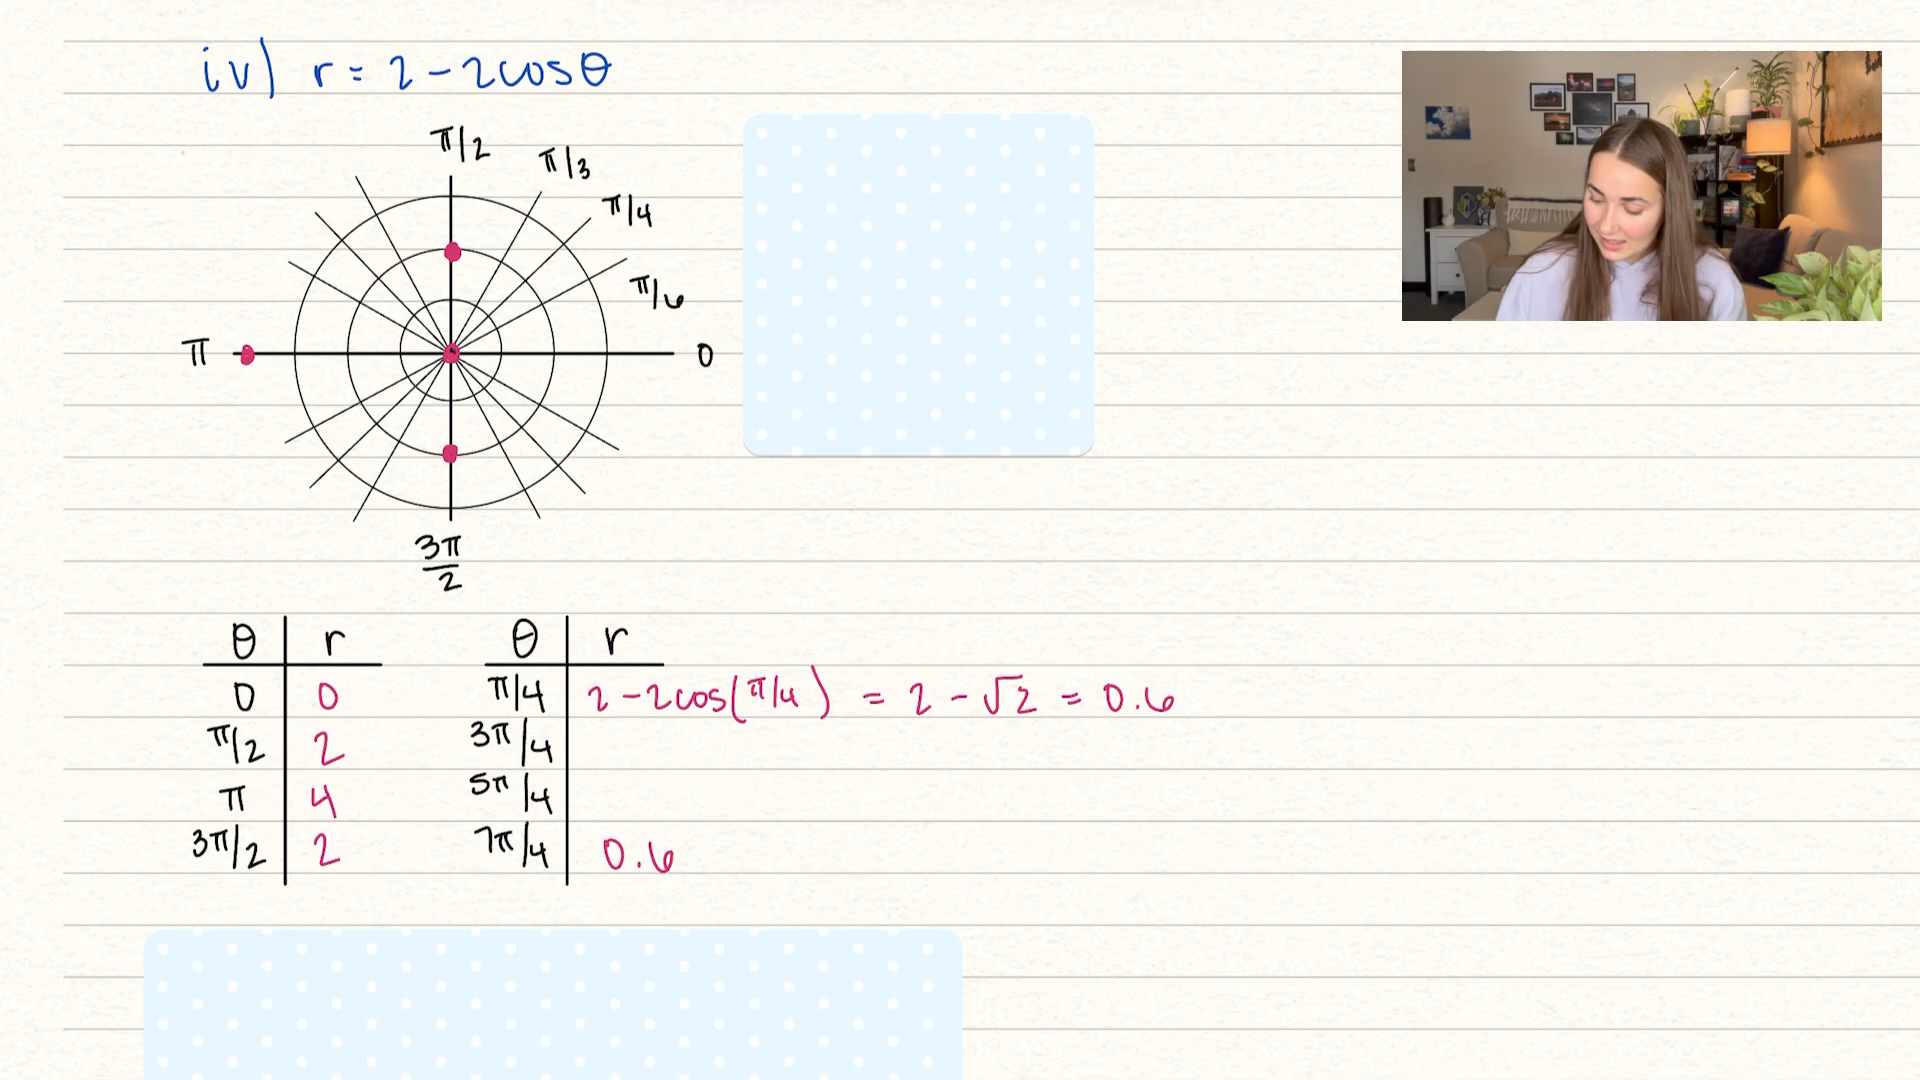 iv) r = 2 - 2cosθ
π/2
π/3
π/4
π/6
π
0
3π/2
θ r θ r
0 0 π/4 2 - 2cos(π/4) = 2 - √2 = 0.6
π/2 2 3π/4
π 4 5π/4
3π/2 2 7π/4 0.6